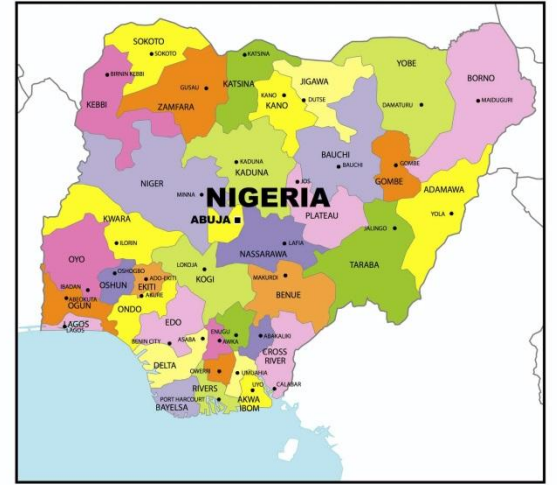 SOKOTO
SOKOTO
KATSINA
YOBE
BIRNIN KEBBI
GUSAU
KATSINA
JIGAWA
BORNO
KEBBI
ZAMFARA
KANO
KANO
DUTSE
DAMATURU
MAIDUGURI
BAUCHI
KADUNA
BAUCHI
GOMBE
NIGER
KADUNA
GOMBE
ADAMAWA
MINNA
JOS
NIGERIA
PLATEAU
YOLA
ABUJA
KWARA
JALINGO
ILORIN
LAFIA
NASSARAWA
TARABA
OYO
OSHOGBO
LOKOJA
KOGI
MAKURDI
IBADAN
OSHUN
ADO-EKITI
EKITI
BENUE
ABEOKUTA
AKURE
OGUN
ONDO
LAGOS
LAGOS
EDO
ENUGU
ABAKALIKI
BENIN CITY
ASABA
AWKA
CROSS
RIVER
DELTA
OWERRI
UMUAHIA
RIVERS
UYO
CALABAR
PORT HARCOURT
AKWA
IBOM
BAYELSA